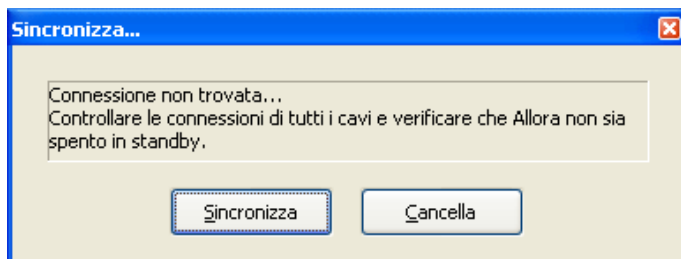 Sincronizza...
Connessione non trovata...
Controllare le connessioni di tutti i cavi e verificare che Allora non sia
spento in standby.
Sincronizza
Cancella